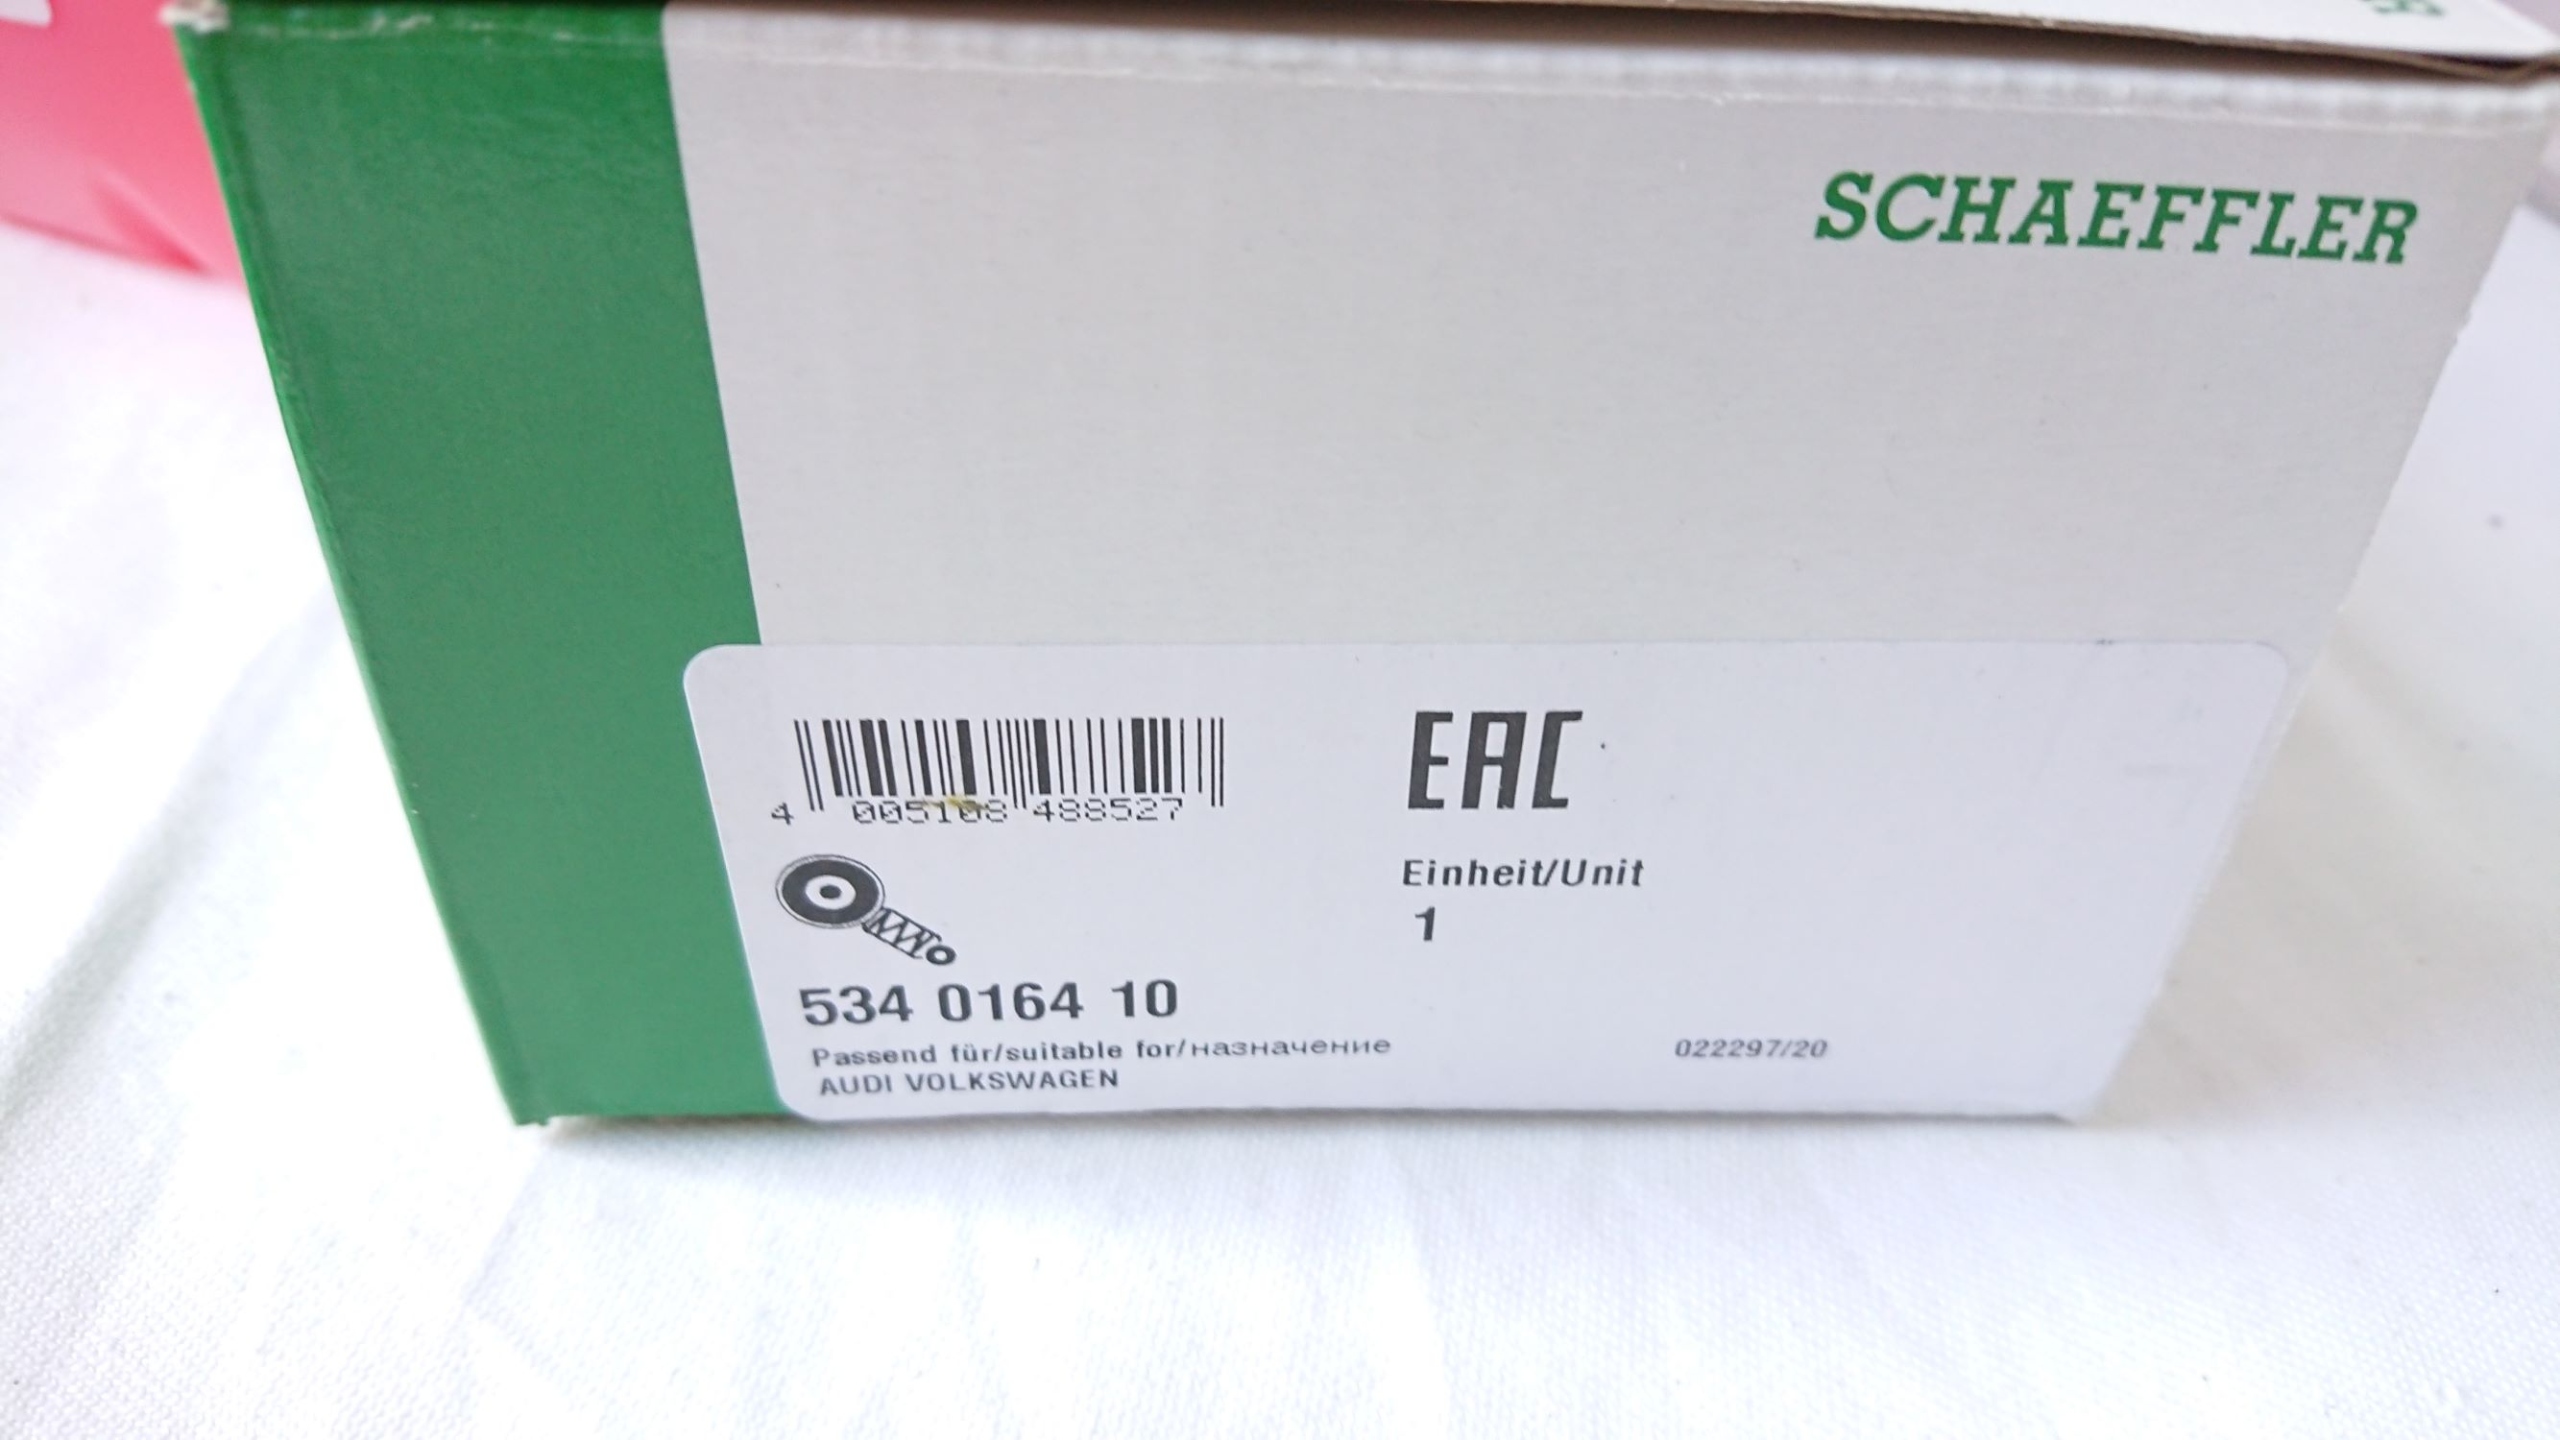 SCHAEFFLER
4 005108 488527
EAC
Einheit/Unit
1
534 0164 10
Passend für/suitable for/назначение
022297/20
AUDI VOLKSWAGEN